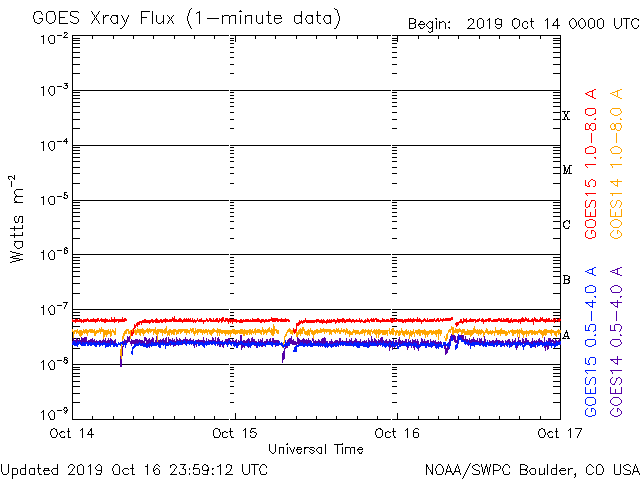 GOES Xray Flux (1-minute data)
Begin: 2019 Oct 14 0000 UTC
10⁻²
10⁻³
10⁻⁴
10⁻⁵
10⁻⁶
10⁻⁷
10⁻⁸
10⁻⁹
Watts m⁻²
X
M
C
B
A
GOES15 1.0-8.0 A
GOES14 1.0-8.0 A
GOES15 0.5-4.0 A
GOES14 0.5-4.0 A
Oct 14
Oct 15
Oct 16
Oct 17
Universal Time
Updated 2019 Oct 16 23:59:12 UTC
NOAA/SWPC Boulder, CO USA